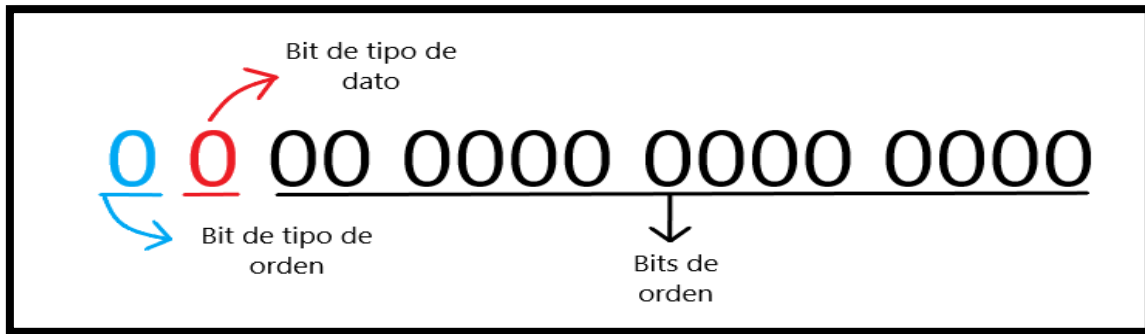 Bit de tipo de
dato
0 0 00 0000 0000 0000
Bit de tipo de
orden
Bits de
orden